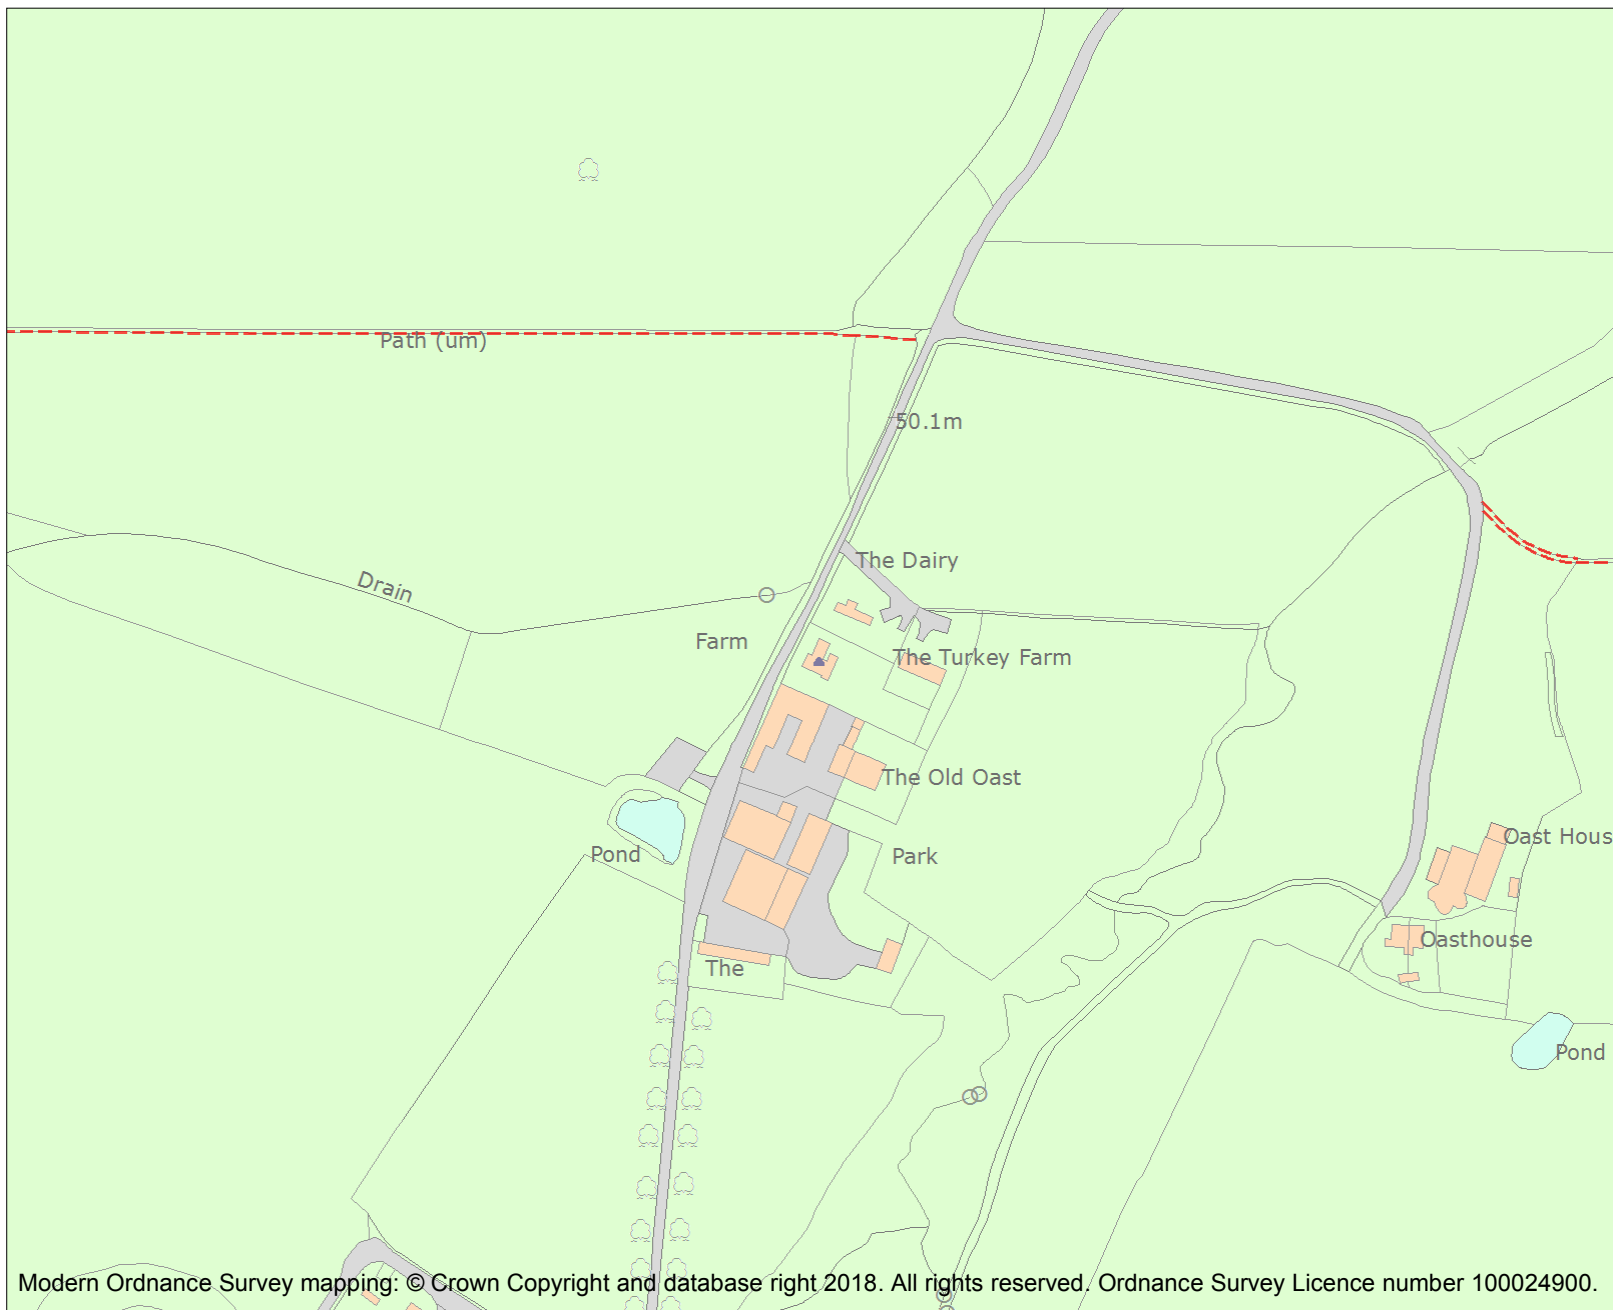 Path (um)
50.1m
The Dairy
Drain
Farm
The Turkey Farm
The Old Oast
Oast Hous
Pond
Park
Oasthouse
The
Pond
Modern Ordnance Survey mapping: © Crown Copyright and database right 2018. All rights reserved. Ordnance Survey Licence number 100024900.